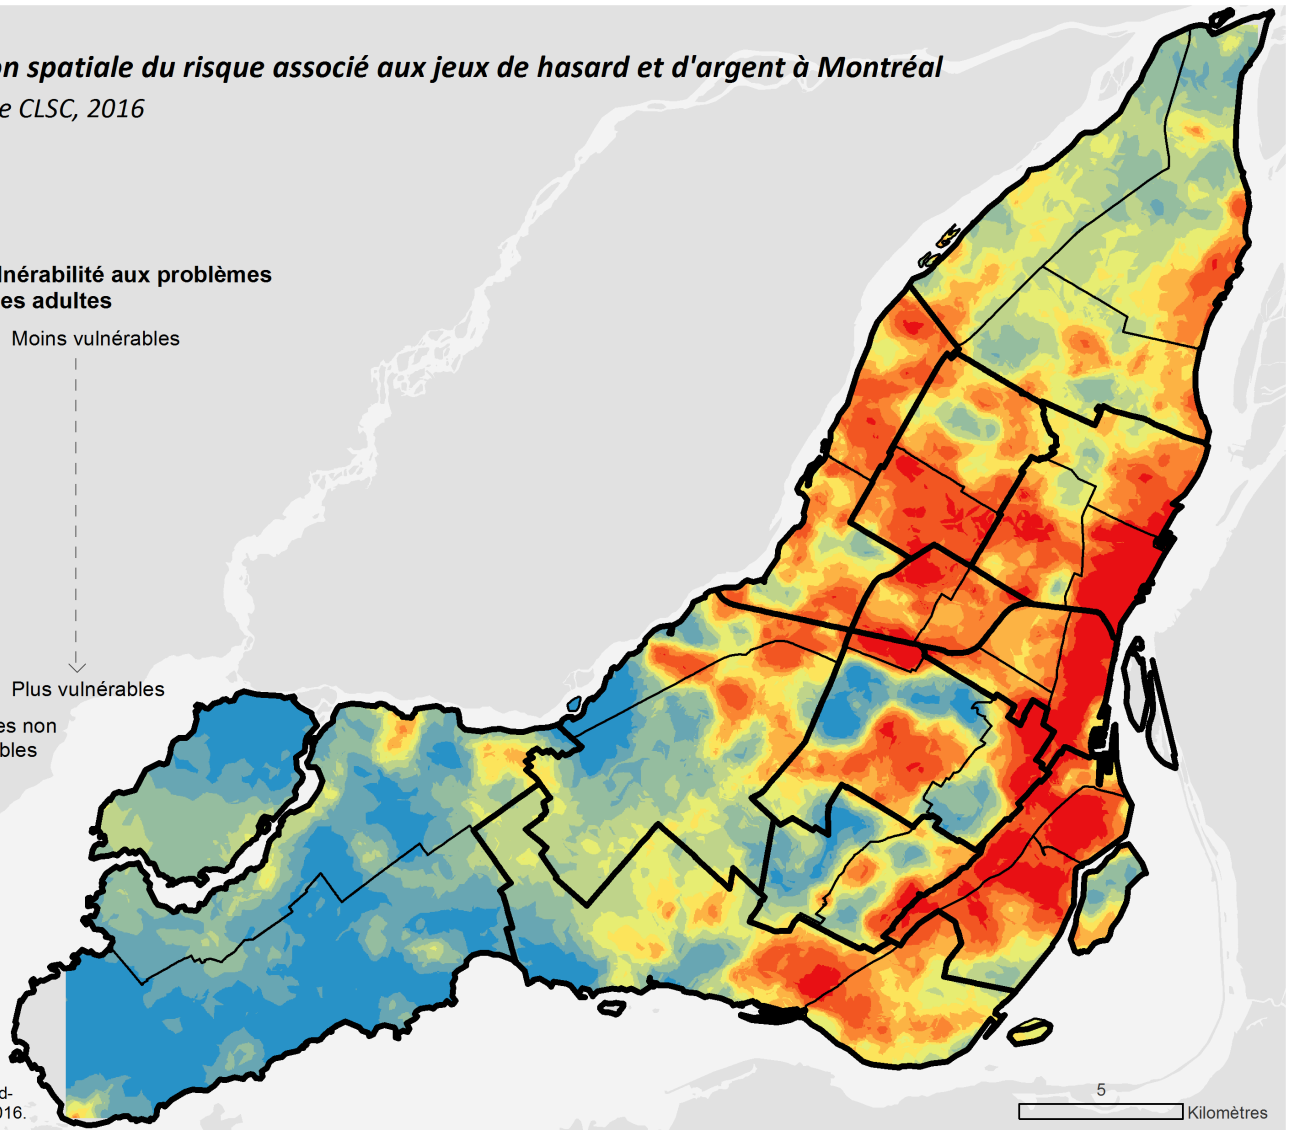 on spatiale du risque associé aux jeux de hasard et d'argent à Montréal
e CLSC, 2016
lnérabilité aux problèmes
es adultes
Moins vulnérables
Plus vulnérables
es non
bles
d-
016.
5
Kilomètres